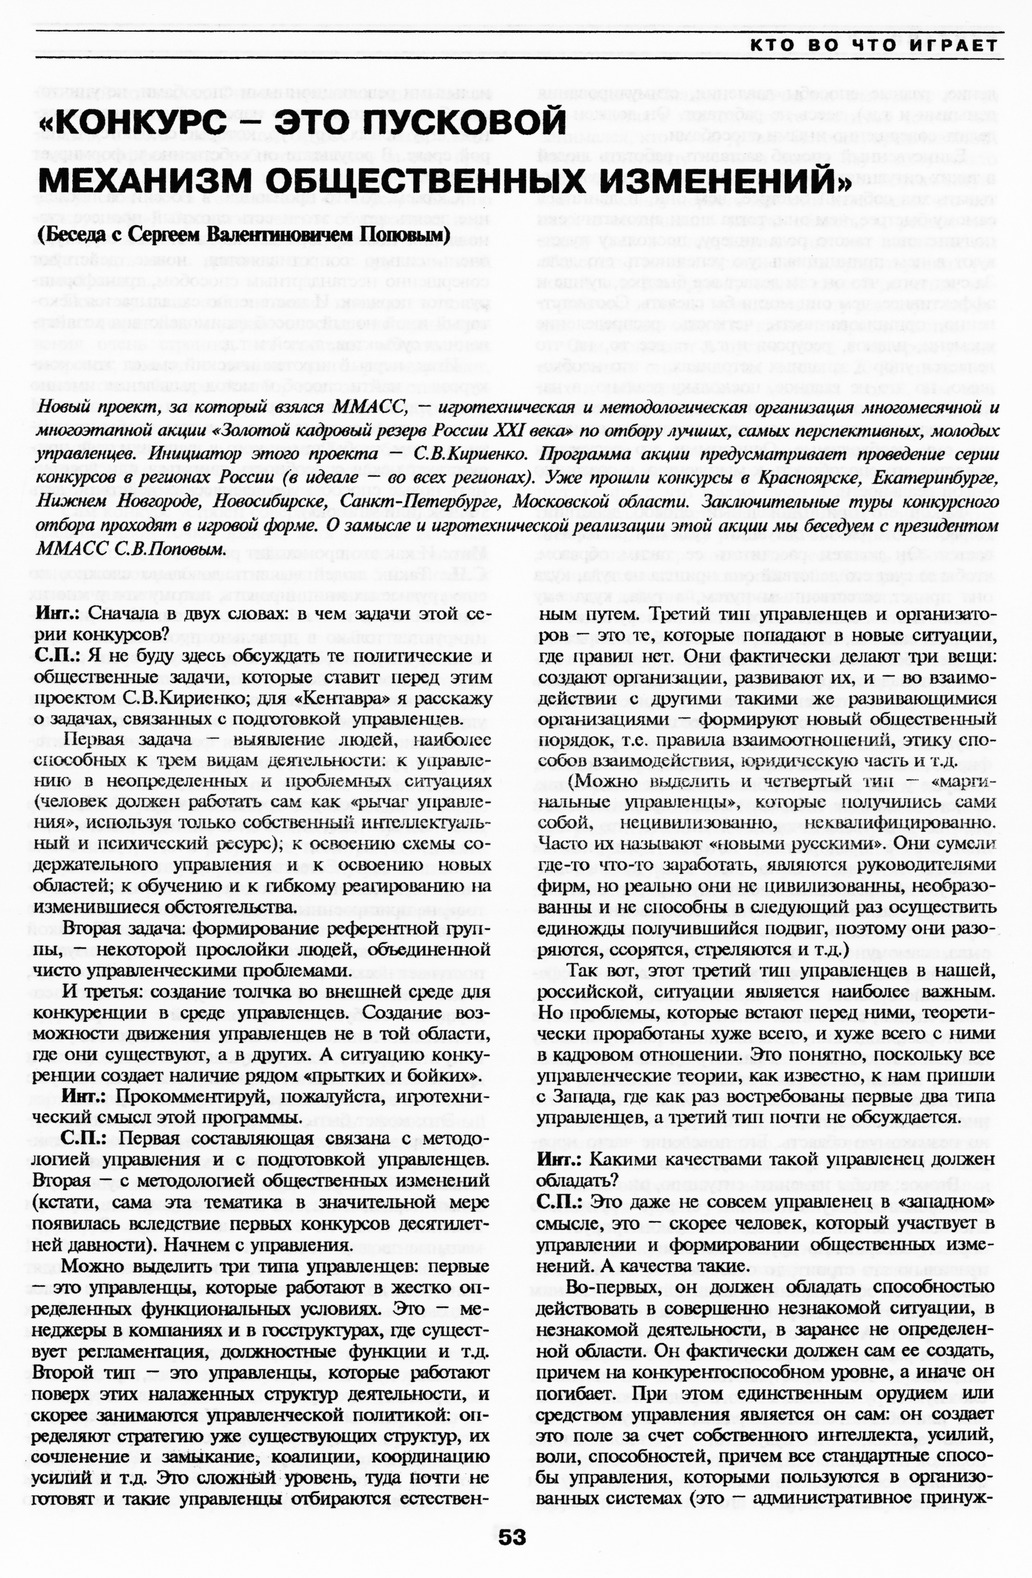 КТО ВО ЧТО ИГРАЕТ
«КОНКУРС – ЭТО ПУСКОВОЙ
МЕХАНИЗМ ОБЩЕСТВЕННЫХ ИЗМЕНЕНИЙ»
(Беседа с Сергеем Валентиновичем Поповым)
Новый проект, за который взялся ММАСС, — игротехническая и методологическая организация многомесячной и
многоэтапной акции «Золотой кадровый резерв России XXI века» по отбору лучших, самых перспективных, молодых
управленцев. Инициатор этого проекта — С.В.Кириенко. Программа акции предусматривает проведение серии
конкурсов в регионах России (в идеале — во всех регионах). Уже прошли конкурсы в Красноярске, Екатеринбурге,
Нижнем Новгороде, Новосибирске, Санкт-Петербурге, Московской области. Заключительные туры конкурсного
отбора проходят в игровой форме. О замысле и игротехнической реализации этой акции мы беседуем с президентом
ММАСС С.В.Поповым.
Инт.: Сначала в двух словах: в чем задачи этой се-
рии конкурсов?
С.П.: Я не буду здесь обсуждать те политические и
общественные задачи, которые ставит перед этим
проектом С.В.Кириенко; для «Кентавра» я расскажу
о задачах, связанных с подготовкой управленцев.
Первая задача — выявление людей, наиболее
способных к трем видам деятельности: к управле-
нию в неопределенных и проблемных ситуациях
(человек должен работать сам как «рычаг управле-
ния», используя только собственный интеллектуаль-
ный и психический ресурс); к освоению схемы со-
держательного управления и к освоению новых
областей; к обучению и к гибкому реагированию на
изменившиеся обстоятельства.
Вторая задача: формирование референтной груп-
пы, — некоторой прослойки людей, объединенной
чисто управленческими проблемами.
И третья: создание толчка во внешней среде для
конкуренции в среде управленцев. Создание воз-
можности движения управленцев не в той области,
где они существуют, а в других. А ситуацию конку-
ренции создает наличие рядом «прытких и бойких».
Инт.: Прокомментируй, пожалуйста, игротехни-
ческий смысл этой программы.
С.П.: Первая составляющая связана с методо-
логией управления и с подготовкой управленцев.
Вторая — с методологией общественных изменений
(кстати, сама эта тематика в значительной мере
появилась вследствие первых конкурсов десятилет-
ней давности). Начнем с управления.
Можно выделить три типа управленцев: первые
— это управленцы, которые работают в жестко оп-
ределенных функциональных условиях. Это — ме-
неджеры в компаниях и в госструктурах, где сущест-
вует регламентация, должностные функции и т.д.
Второй тип — это управленцы, которые работают
поверх этих налаженных структур деятельности, и
скорее занимаются управленческой политикой: оп-
ределяют стратегию уже существующих структур, их
сочленение и замыкание, коалиции, координацию
усилий и т.д. Это сложный уровень, туда почти не
готовят и такие управленцы отбираются естествен-
ным путем. Третий тип управленцев и организато-
ров — это те, которые попадают в новые ситуации,
где правил нет. Они фактически делают три вещи:
создают организации, развивают их, и — во взаимо-
действии с другими такими же развивающимися
организациями — формируют новый общественный
порядок, т.е. правила взаимоотношений, этику спо-
собов взаимодействия, юридическую часть и т.д.
(Можно выделить и четвертый тип — «марги-
нальные управленцы», которые получились сами
собой, нецивилизованно, неквалифицированно.
Часто их называют «новыми русскими». Они сумели
где-то что-то заработать, являются руководителями
фирм, но реально они не цивилизованны, необразо-
ванны и не способны в следующий раз осуществить
единожды получившийся подвиг, поэтому они разо-
ряются, ссорятся, стреляются и т.д.)
Так вот, этот третий тип управленцев в нашей,
российской, ситуации является наиболее важным.
Но проблемы, которые встают перед ними, теорети-
чески проработаны хуже всего, и хуже всего с ними
в кадровом отношении. Это понятно, поскольку все
управленческие теории, как известно, к нам пришли
с Запада, где как раз востребованы первые два типа
управленцев, а третий тип почти не обсуждается.
Инт.: Какими качествами такой управленец должен
обладать?
С.П.: Это даже не совсем управленец в «западном»
смысле, это — скорее человек, который участвует в
управлении и формировании общественных изме-
нений. А качества такие.
Во-первых, он должен обладать способностью
действовать в совершенно незнакомой ситуации, в
незнакомой деятельности, в заранее не определен-
ной области. Он фактически должен сам ее создать,
причем на конкурентоспособном уровне, а иначе он
погибает. При этом единственным орудием или
средством управления является он сам: он создает
это поле за счет собственного интеллекта, усилий,
воли, способностей, причем все стандартные спосо-
бы управления, которыми пользуются в организо-
ванных системах (это — административное принуж-
53